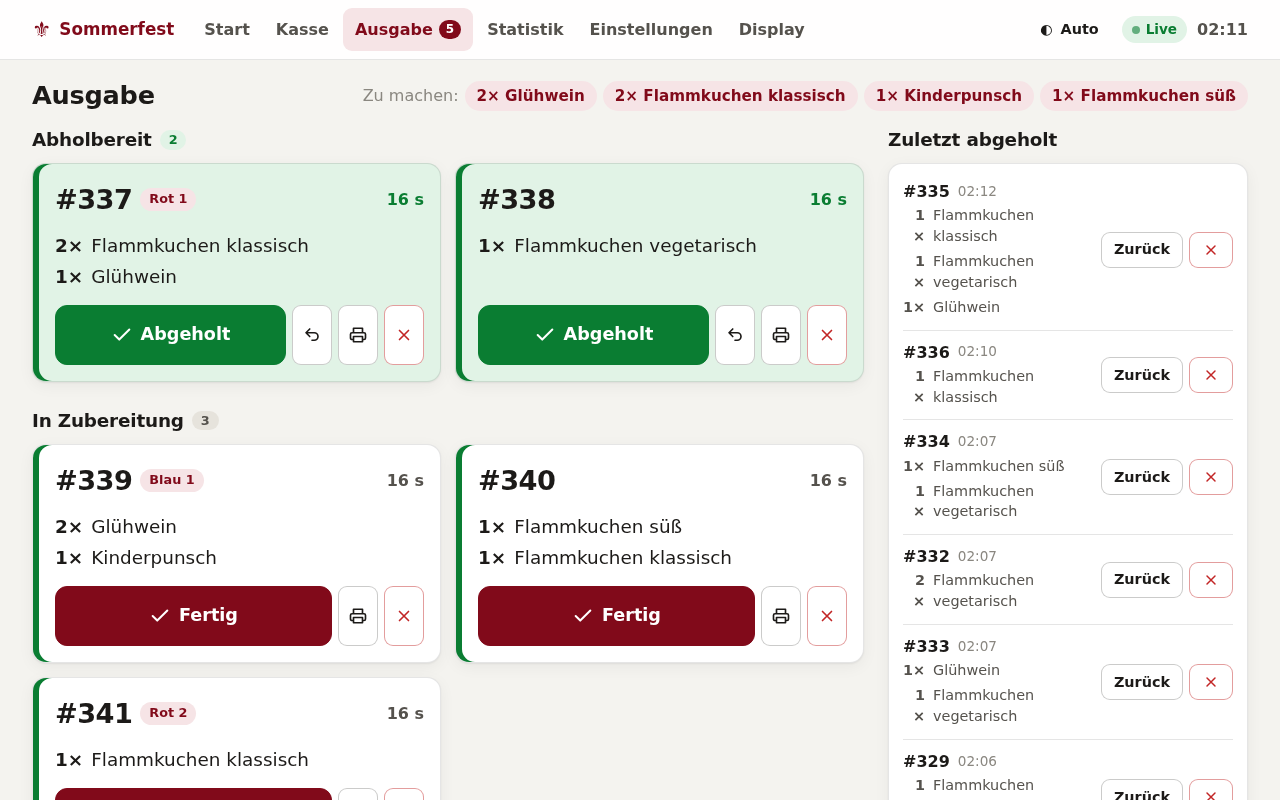 ⚜ Sommerfest Start Kasse Ausgabe 5 Statistik Einstellungen Display Auto Live 02:11
Ausgabe
Zu machen: 2× Glühwein 2× Flammkuchen klassisch 1× Kinderpunsch 1× Flammkuchen süß
Abholbereit 2
#337 Rot 1 16 s
2× Flammkuchen klassisch
1× Glühwein
✓ Abgeholt
#338 16 s
1× Flammkuchen vegetarisch
✓ Abgeholt
In Zubereitung 3
#339 Blau 1 16 s
2× Glühwein
1× Kinderpunsch
✓ Fertig
#340 16 s
1× Flammkuchen süß
1× Flammkuchen klassisch
✓ Fertig
#341 Rot 2 16 s
1× Flammkuchen klassisch
Zuletzt abgeholt
#335 02:12
1 Flammkuchen
× klassisch
1 Flammkuchen
× vegetarisch
1× Glühwein
Zurück
#336 02:10
1 Flammkuchen
× klassisch
Zurück
#334 02:07
1× Flammkuchen süß
1 Flammkuchen
× vegetarisch
Zurück
#332 02:07
2 Flammkuchen
× vegetarisch
Zurück
#333 02:07
1× Glühwein
1 Flammkuchen
× vegetarisch
Zurück
#329 02:06
1 Flammkuchen
Zurück